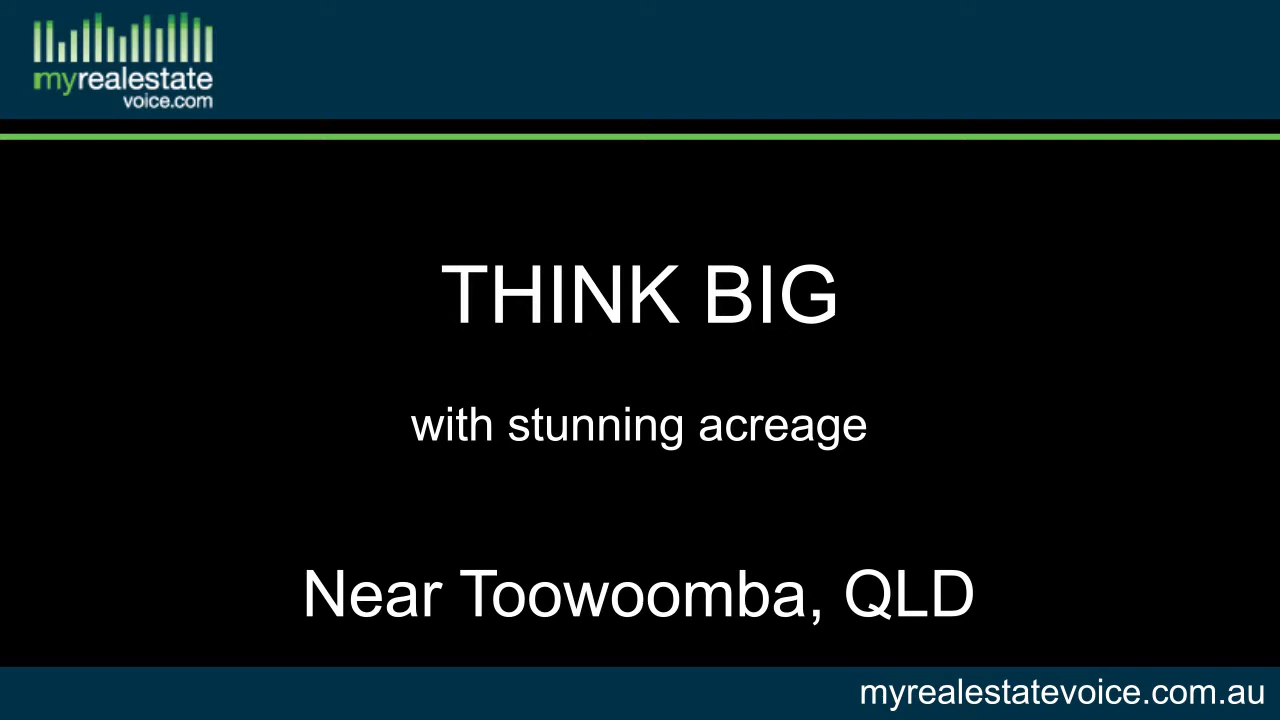 myrealestate
voice.com
THINK BIG
with stunning acreage
Near Toowoomba, QLD
myrealestatevoice.com.au